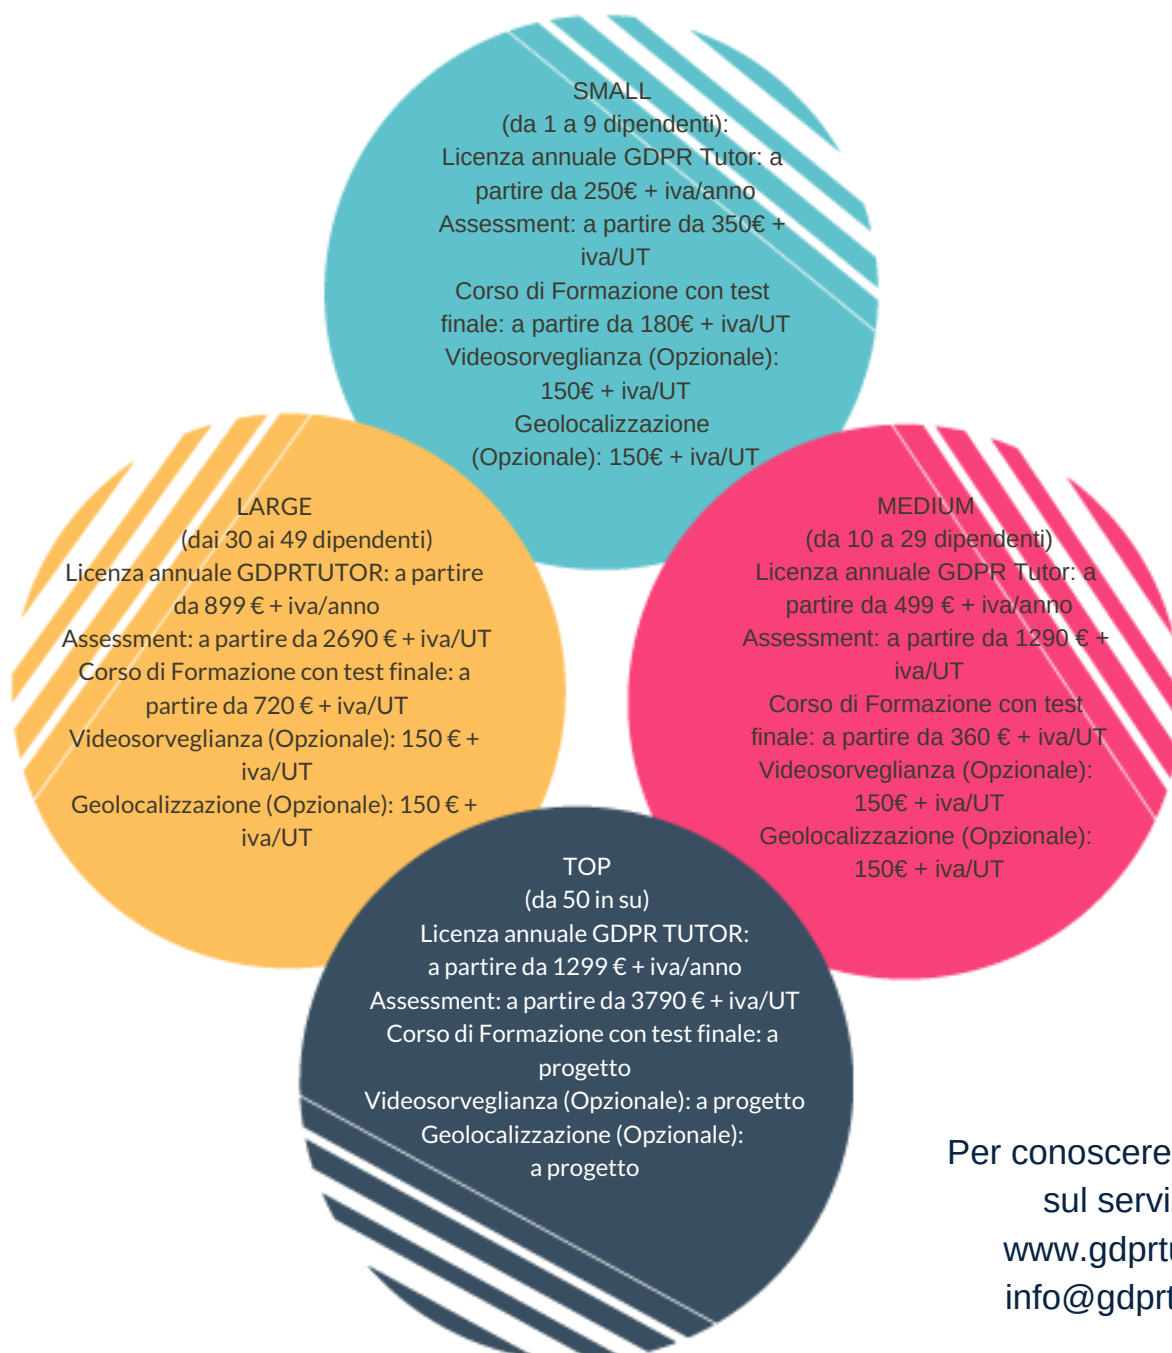 SMALL
(da 1 a 9 dipendenti):
Licenza annuale GDPR Tutor: a
partire da 250€ + iva/anno
Assessment: a partire da 350€ +
iva/UT
Corso di Formazione con test
finale: a partire da 180€ + iva/UT
Videosorveglianza (Opzionale):
150€ + iva/UT
Geolocalizzazione
(Opzionale): 150€ + iva/UT
LARGE
(dai 30 ai 49 dipendenti)
Licenza annuale GDPRTUTOR: a partire
da 899 € + iva/anno
Assessment: a partire da 2690 € + iva/UT
Corso di Formazione con test finale: a
partire da 720 € + iva/UT
Videosorveglianza (Opzionale): 150 € +
iva/UT
Geolocalizzazione (Opzionale): 150 € +
iva/UT
MEDIUM
(da 10 a 29 dipendenti)
Licenza annuale GDPR Tutor: a
partire da 499 € + iva/anno
Assessment: a partire da 1290 € +
iva/UT
Corso di Formazione con test
finale: a partire da 360 € + iva/UT
Videosorveglianza (Opzionale):
150€ + iva/UT
Geolocalizzazione (Opzionale):
150€ + iva/UT
TOP
(da 50 in su)
Licenza annuale GDPR TUTOR:
a partire da 1299 € + iva/anno
Assessment: a partire da 3790 € + iva/UT
Corso di Formazione con test finale: a
progetto
Videosorveglianza (Opzionale): a progetto
Geolocalizzazione (Opzionale):
a progetto
Per conoscere
sul servi
www.gdprt
info@gdprt